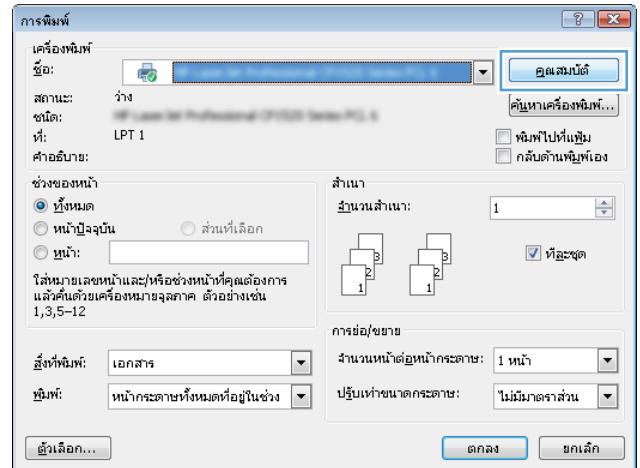 การพิมพ์
เครื่องพิมพ์
ชื่อ:
คุณสมบัติ
สถานะ: ว่าง
ค้นหาเครื่องพิมพ์...
ชนิด:
ที่: LPT 1
พิมพ์ไปที่แฟ้ม
คำอธิบาย:
กลับด้านพิมพ์เอง
ช่วงของหน้า
ทั้งหมด
หน้าปัจจุบัน ส่วนที่เลือก
หน้า:
ใส่หมายเลขหน้าและ/หรือช่วงหน้าที่คุณต้องการ
แล้วคั่นด้วยเครื่องหมายจุลภาค ตัวอย่างเช่น
1,3,5–12
สำเนา
จำนวนสำเนา: 1
3 3
2 2
1 1
ทีละชุด
สิ่งที่พิมพ์: เอกสาร
พิมพ์: หน้ากระดาษทั้งหมดที่อยู่ในช่วง
การย่อ/ขยาย
จำนวนหน้าต่อหน้ากระดาษ: 1 หน้า
ปรับเท่าขนาดกระดาษ: ไม่มีมาตราส่วน
ตัวเลือก...
ตกลง ยกเลิก